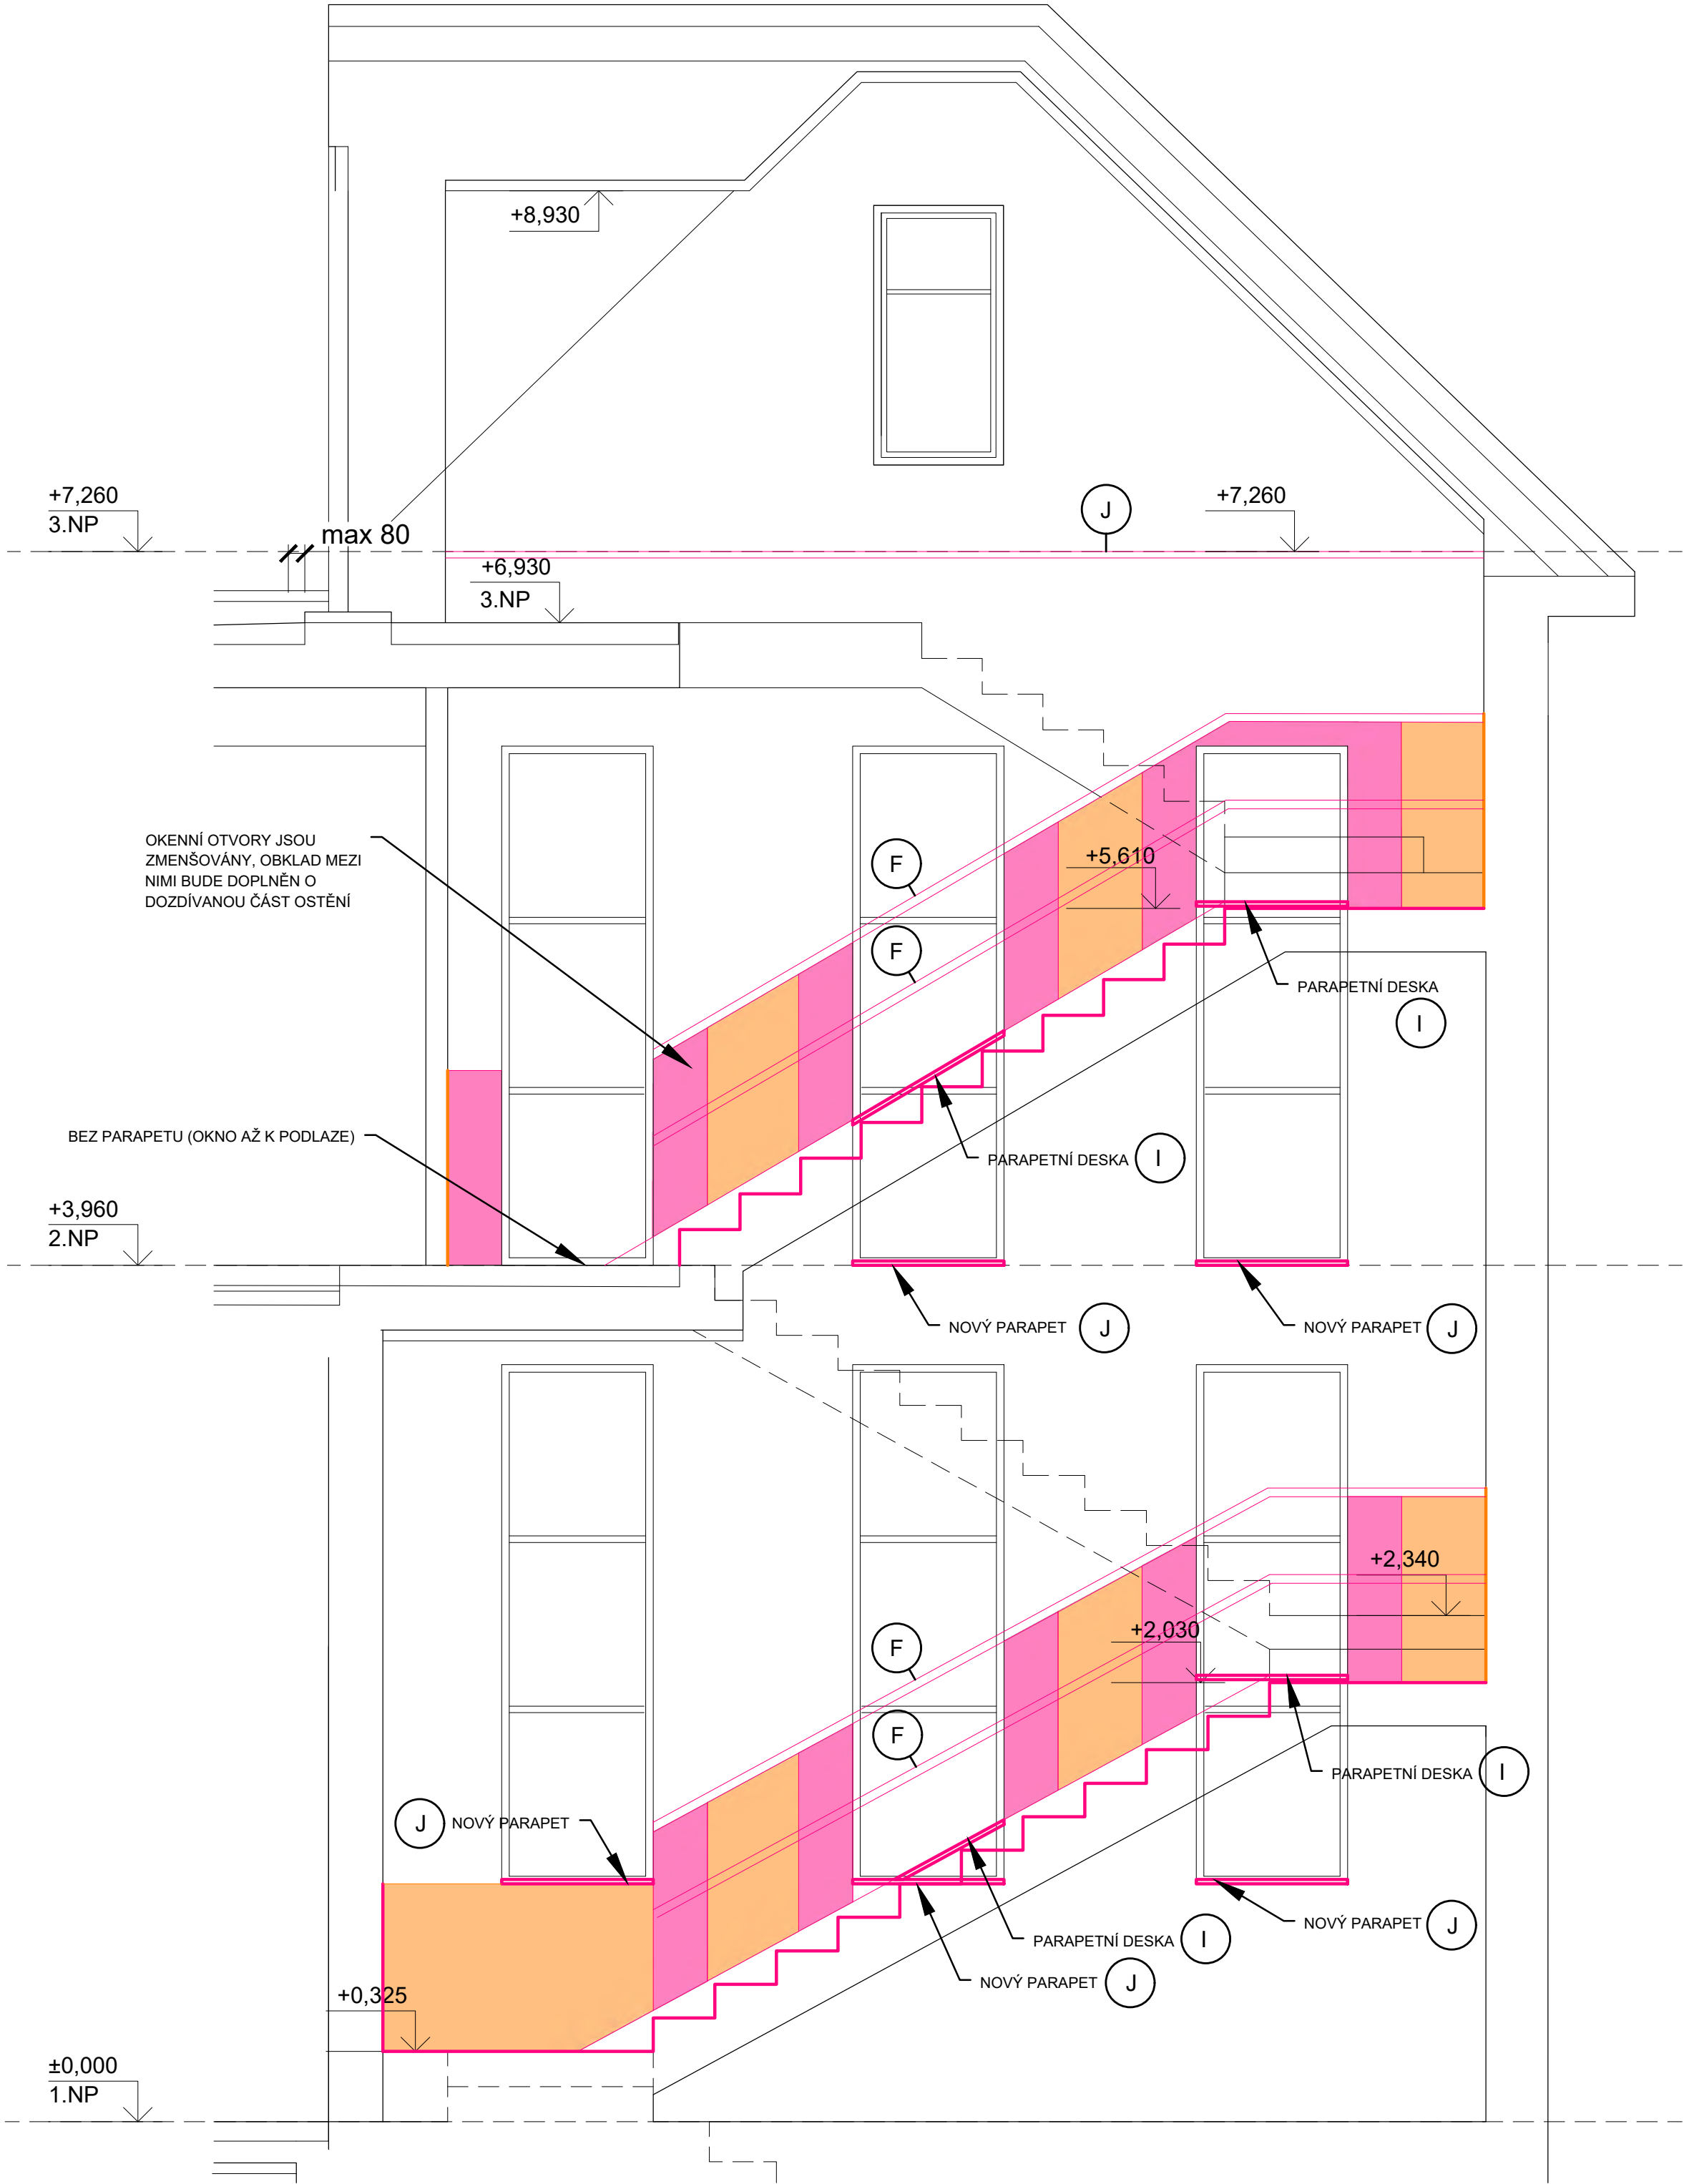 +8,930
+7,260
3.NP
max 80
J
+7,260
+6,930
3.NP
OKENNÍ OTVORY JSOU
ZMENŠOVÁNY, OBKLAD MEZI
NIMI BUDE DOPLNĚN O
DOZDÍVANOU ČÁST OSTĚNÍ
F
+5,610
F
PARAPETNÍ DESKA
I
BEZ PARAPETU (OKNO AŽ K PODLAZE)
PARAPETNÍ DESKA I
+3,960
2.NP
NOVÝ PARAPET J
NOVÝ PARAPET J
+2,340
+2,030
F
F
PARAPETNÍ DESKA I
J NOVÝ PARAPET
NOVÝ PARAPET J
PARAPETNÍ DESKA I
NOVÝ PARAPET J
+0,325
±0,000
1.NP